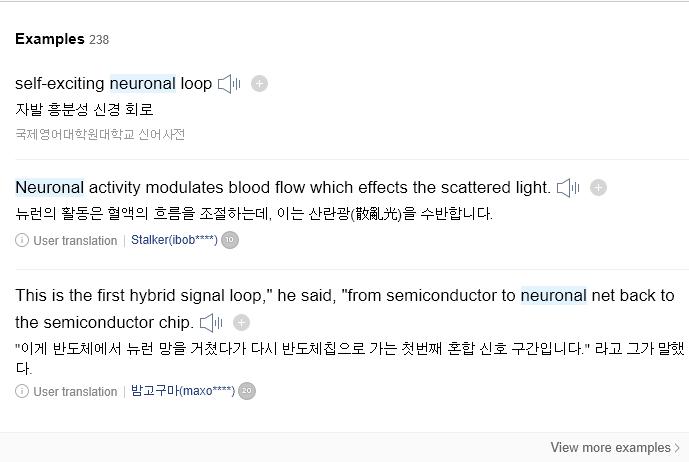 Examples 238
self-exciting neuronal loop
자발 흥분성 신경 회로
국제영어대학원대학교 신어사전
Neuronal activity modulates blood flow which effects the scattered light.
뉴런의 활동은 혈액의 흐름을 조절하는데, 이는 산란광(散亂光)을 수반합니다.
User translation | Stalker(ibob****) 10
This is the first hybrid signal loop," he said, "from semiconductor to neuronal net back to
the semiconductor chip.
"이게 반도체에서 뉴런 망을 거쳤다가 다시 반도체칩으로 가는 첫번째 혼합 신호 구간입니다." 라고 그가 말했
다.
User translation | 밤고구마(maxo****) 20
View more examples